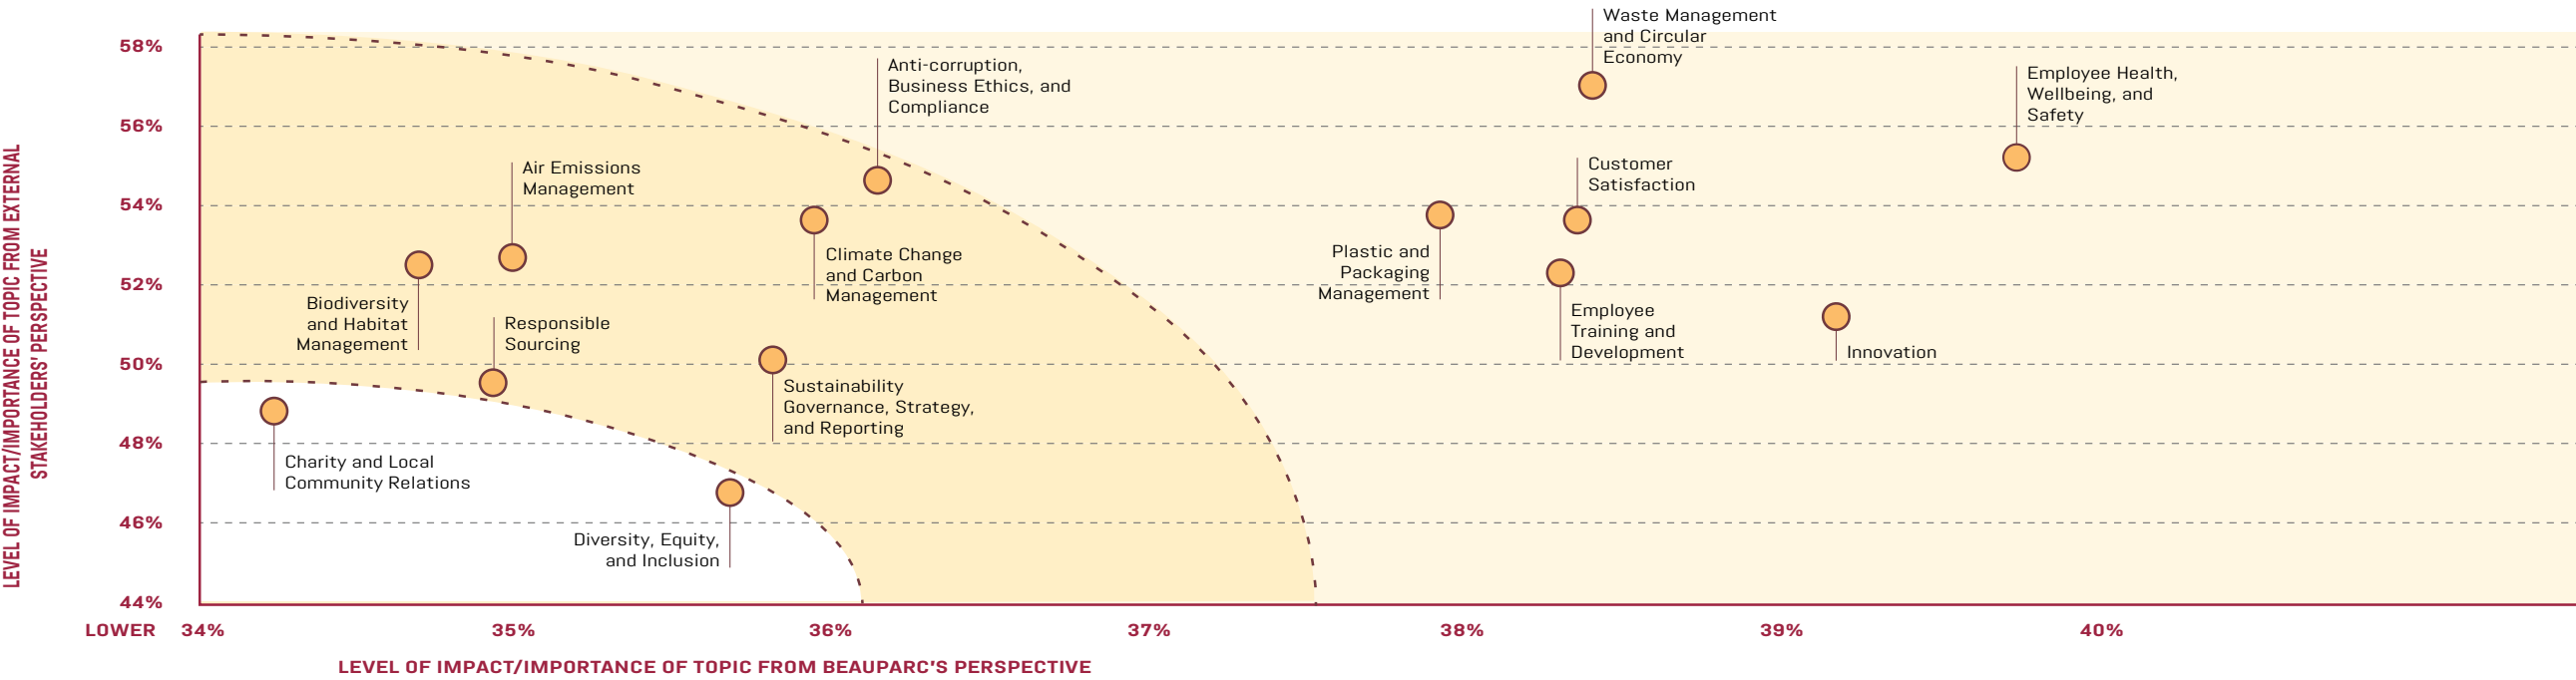 LEVEL OF IMPACT/IMPORTANCE OF TOPIC FROM EXTERNAL
STAKEHOLDERS' PERSPECTIVE
58%
56%
54%
52%
50%
48%
46%
44%
Waste Management
and Circular
Economy
Anti-corruption,
Business Ethics, and
Compliance
Employee Health,
Wellbeing, and
Safety
Air Emissions
Management
Customer
Satisfaction
Climate Change
and Carbon
Management
Plastic and
Packaging
Management
Biodiversity
and Habitat
Management
Responsible
Sourcing
Employee
Training and
Development
Innovation
Sustainability
Governance, Strategy,
and Reporting
Charity and Local
Community Relations
Diversity, Equity,
and Inclusion
LOWER 34% 35% 36% 37% 38% 39% 40%
LEVEL OF IMPACT/IMPORTANCE OF TOPIC FROM BEAUPARC'S PERSPECTIVE